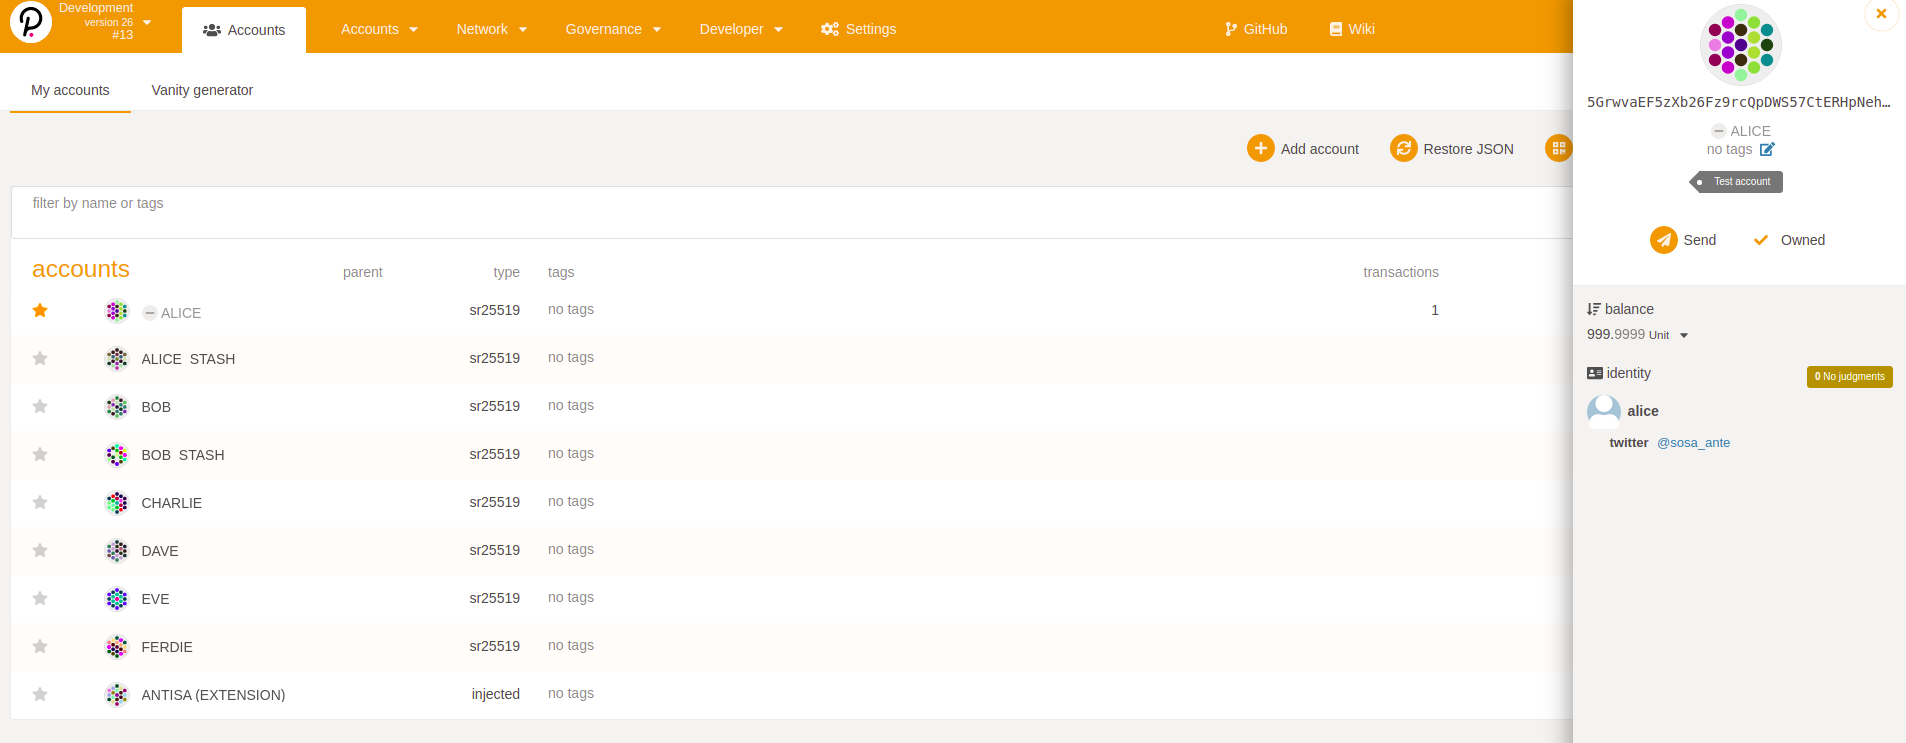 Development
version 26
#13
Accounts
Accounts
Network
Governance
Developer
Settings
GitHub
Wiki
My accounts
Vanity generator
Add account
Restore JSON
filter by name or tags
accounts parent type tags transactions
ALICE sr25519 no tags 1
ALICE STASH sr25519 no tags
BOB sr25519 no tags
BOB STASH sr25519 no tags
CHARLIE sr25519 no tags
DAVE sr25519 no tags
EVE sr25519 no tags
FERDIE sr25519 no tags
ANTISA (EXTENSION) injected no tags
5GrwvaEF5zXb26Fz9rcQpDWS57CtERHpNeh…
ALICE
no tags
Test account
Send
Owned
balance
999.9999 Unit
identity
0 No judgments
alice
twitter @sosa_ante